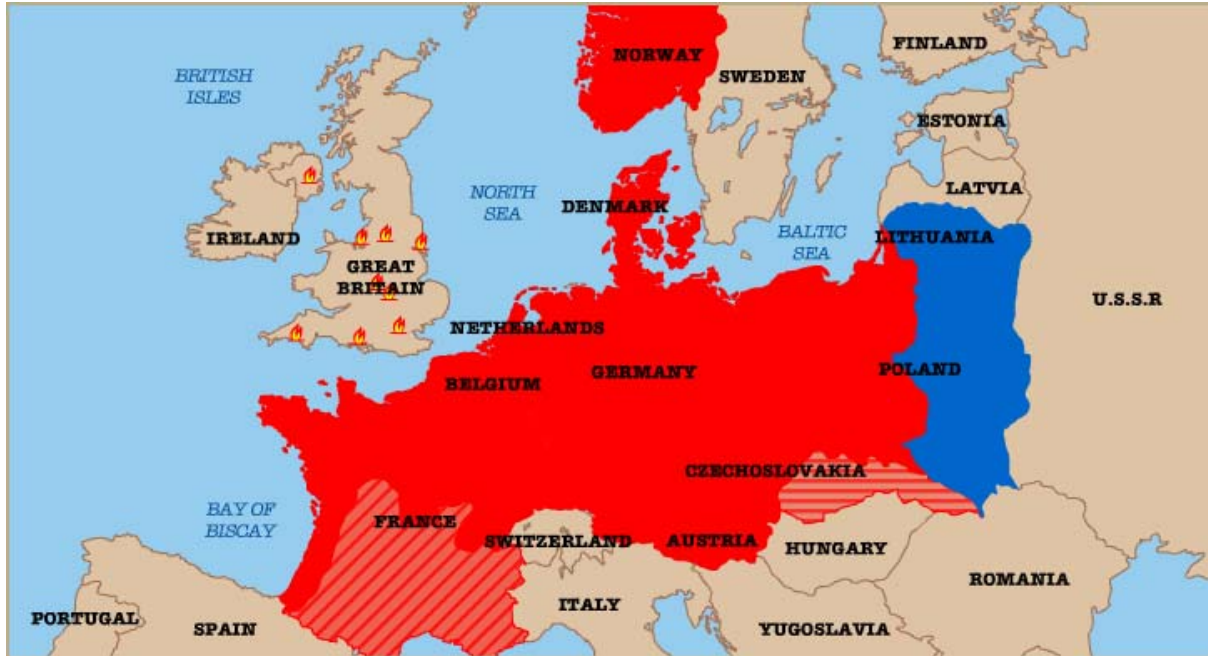 NORWAY
FINLAND
SWEDEN
BRITISH
ISLES
ESTONIA
LATVIA
NORTH
SEA
DENMARK
IRELAND
BALTIC
SEA
LITHUANIA
GREAT
BRITAIN
U.S.S.R
NETHERLANDS
BELGIUM
GERMANY
POLAND
CZECHOSLOVAKIA
BAY OF
BISCAY
FRANCE
SWITZERLAND
AUSTRIA
HUNGARY
ROMANIA
PORTUGAL
SPAIN
ITALY
YUGOSLAVIA